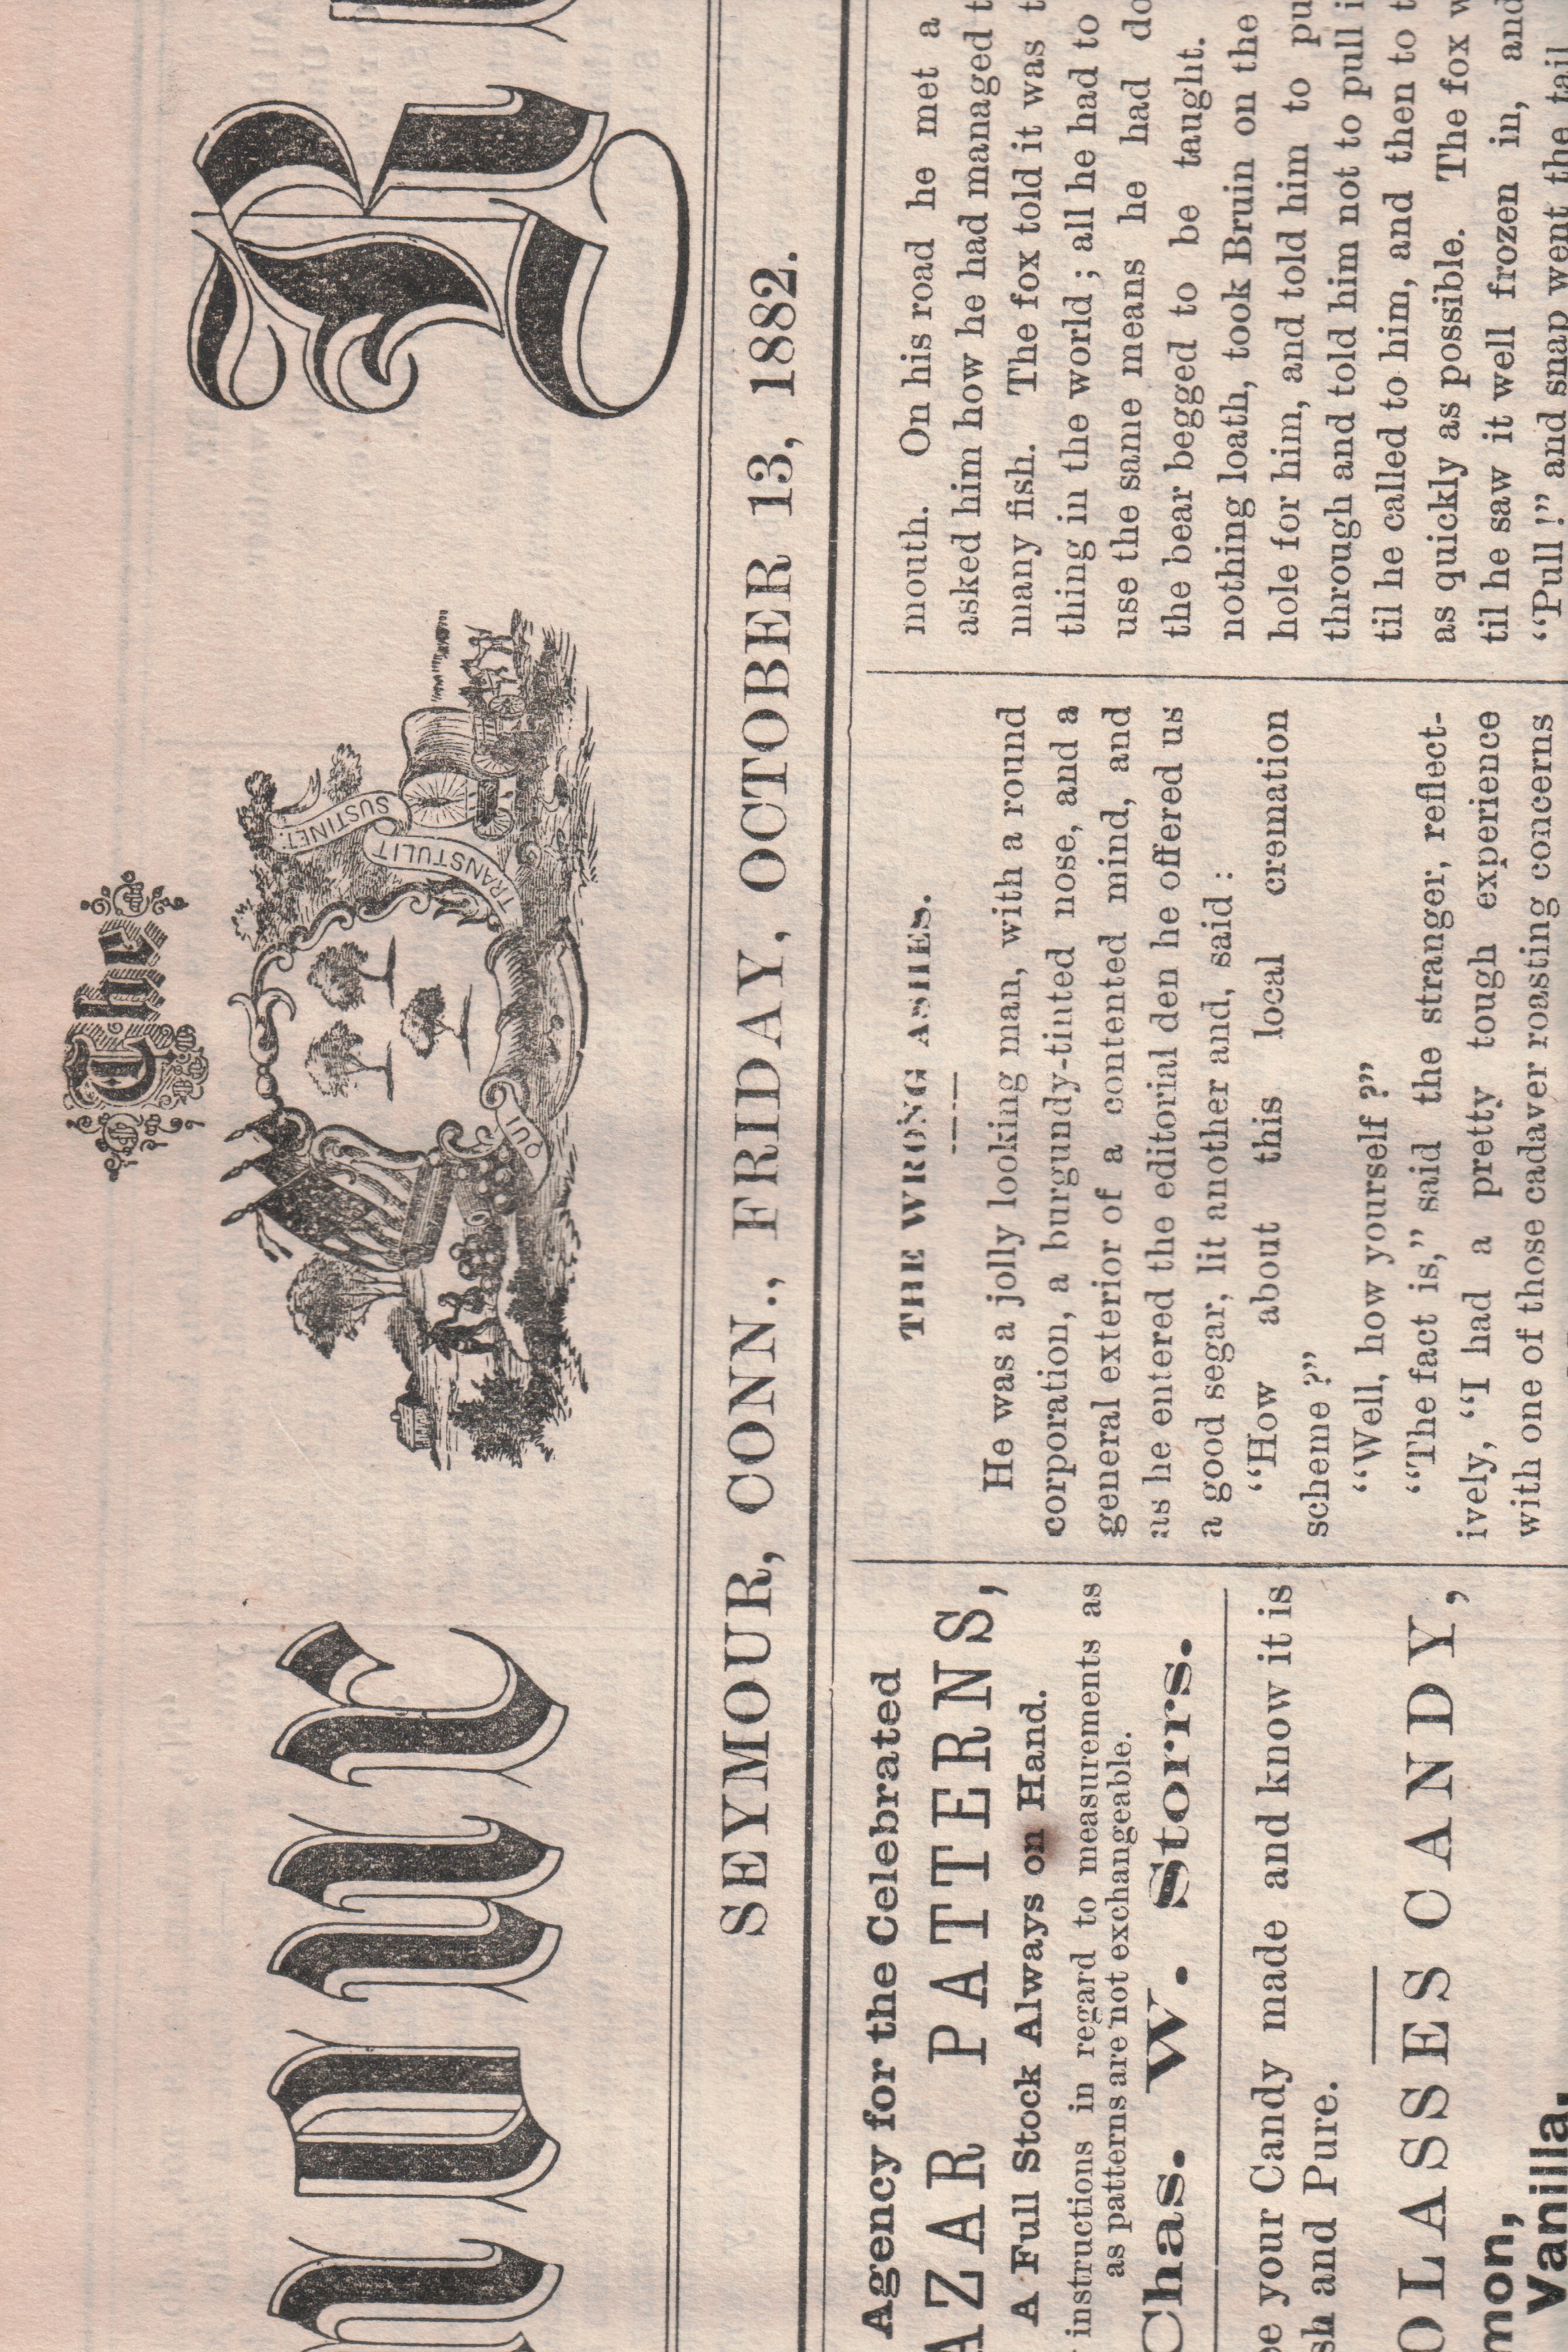 The
QUI
TRANSTULIT
SUSTINET.
SEYMOUR, CONN., FRIDAY, OCTOBER 13, 1882.
Agency for the Celebrated
AZAR PATTERNS,
A Full Stock Always on Hand.
instructions in regard to measurements as
as patterns are not exchangeable.
Chas. W. Storrs.
be your Candy made and know it is
sh and Pure.
OLASSES CANDY,
mon,
Vanilla,
THE WRONG ASHES.
He was a jolly looking man, with a round
corporation, a burgundy-tinted nose, and a
general exterior of a contented mind, and
as he entered the editorial den he offered us
a good segar, lit another and, said :
“How about this local cremation
scheme ?”
“Well, how yourself ?”
“The fact is,” said the stranger, reflect-
ively, “I had a pretty tough experience
with one of those cadaver roasting concerns
mouth. On his road he met a
asked him how he had managed t
many fish. The fox told it was t
thing in the world ; all he had to
use the same means he had do
the bear begged to be taught.
nothing loath, took Bruin on the
hole for him, and told him to pu
through and told him not to pull i
til he called to him, and then to t
as quickly as possible. The fox w
til he saw it well frozen in, and
“Pull !” and snap went the tail